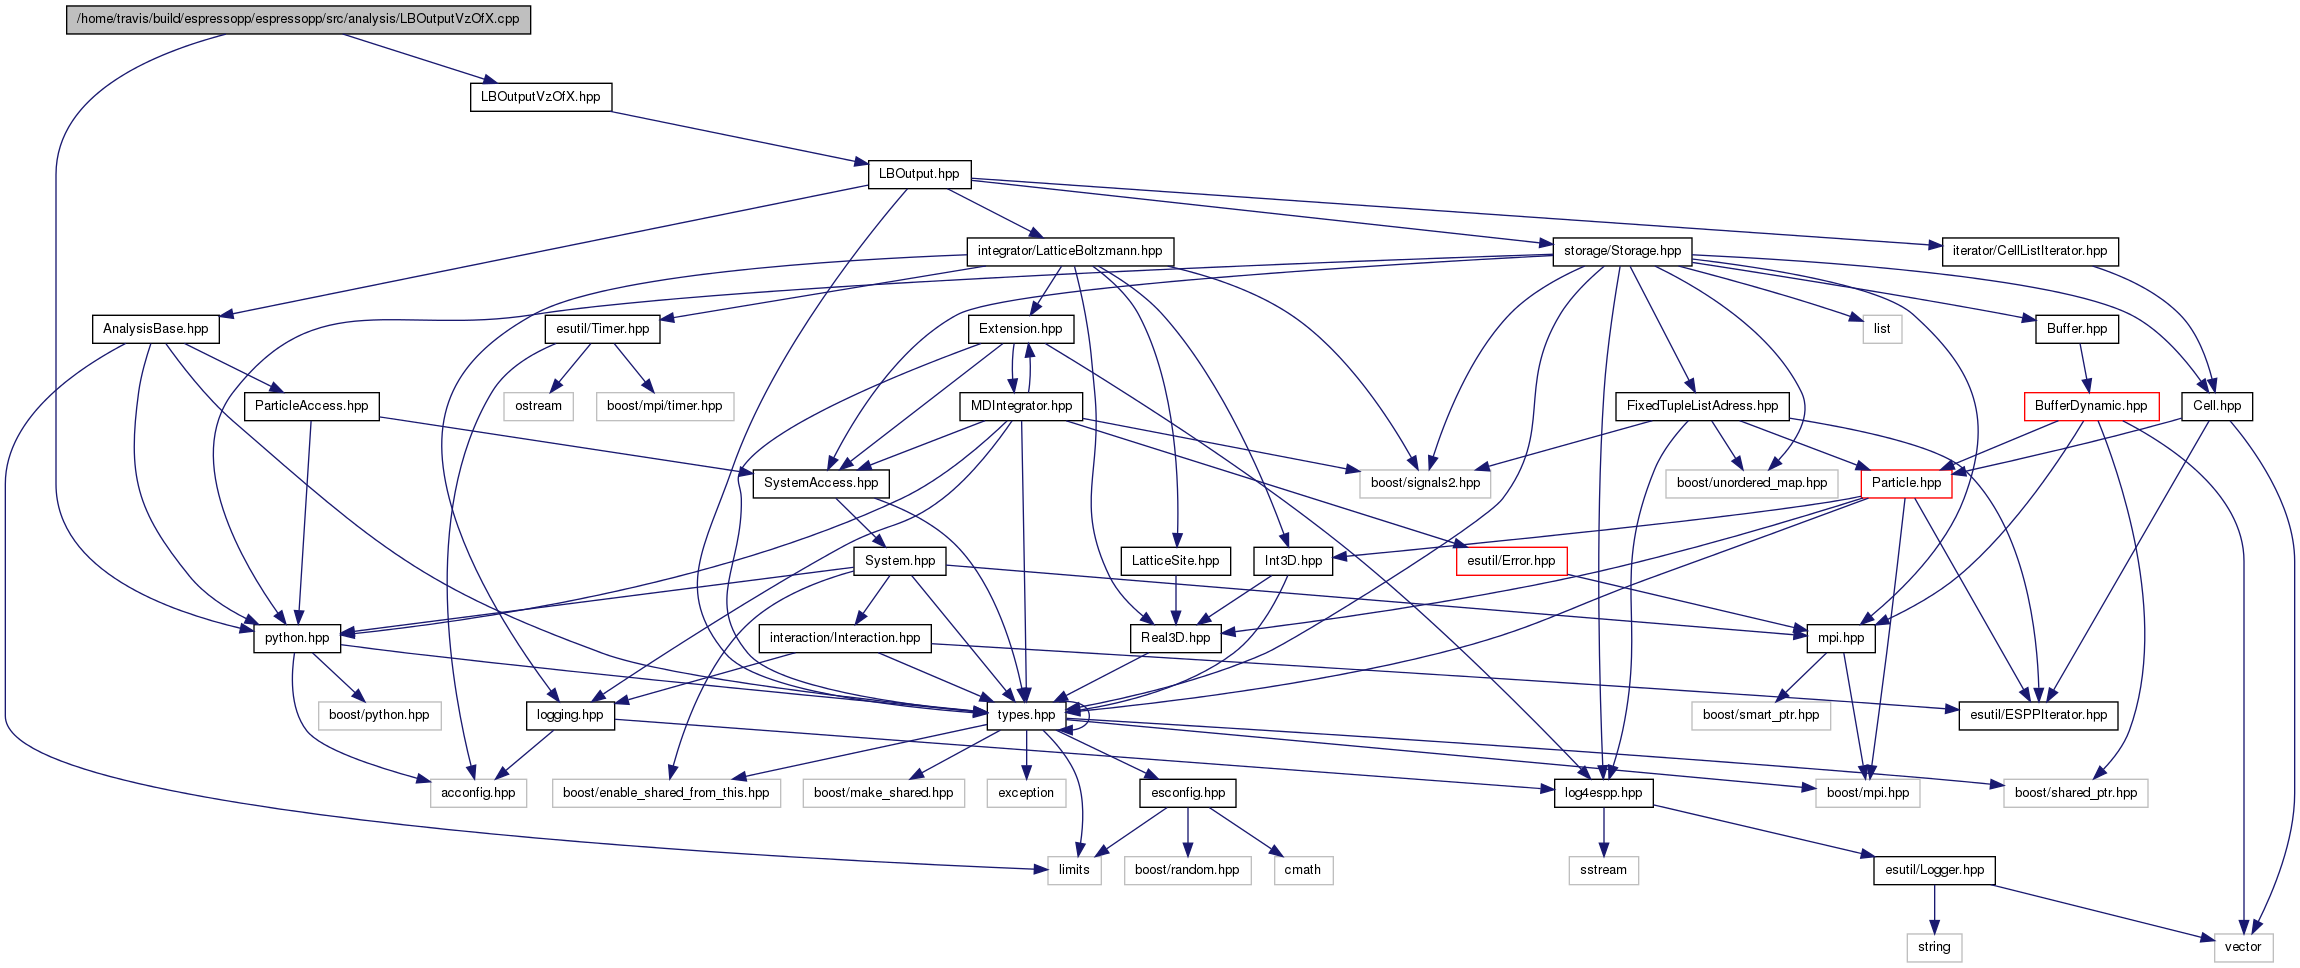 /home/travis/build/espressopp/espressopp/src/analysis/LBOutputVzOfX.cpp
LBOutputVzOfX.hpp
LBOutput.hpp
integrator/LatticeBoltzmann.hpp
storage/Storage.hpp
iterator/CellListIterator.hpp
AnalysisBase.hpp
esutil/Timer.hpp
Extension.hpp
list
Buffer.hpp
ParticleAccess.hpp
ostream
boost/mpi/timer.hpp
MDIntegrator.hpp
FixedTupleListAdress.hpp
BufferDynamic.hpp
Cell.hpp
SystemAccess.hpp
boost/signals2.hpp
boost/unordered_map.hpp
Particle.hpp
System.hpp
LatticeSite.hpp
Int3D.hpp
esutil/Error.hpp
python.hpp
interaction/Interaction.hpp
Real3D.hpp
mpi.hpp
boost/python.hpp
logging.hpp
types.hpp
boost/smart_ptr.hpp
esutil/ESPPIterator.hpp
acconfig.hpp
boost/enable_shared_from_this.hpp
boost/make_shared.hpp
exception
esconfig.hpp
log4espp.hpp
boost/mpi.hpp
boost/shared_ptr.hpp
limits
boost/random.hpp
cmath
sstream
esutil/Logger.hpp
string
vector